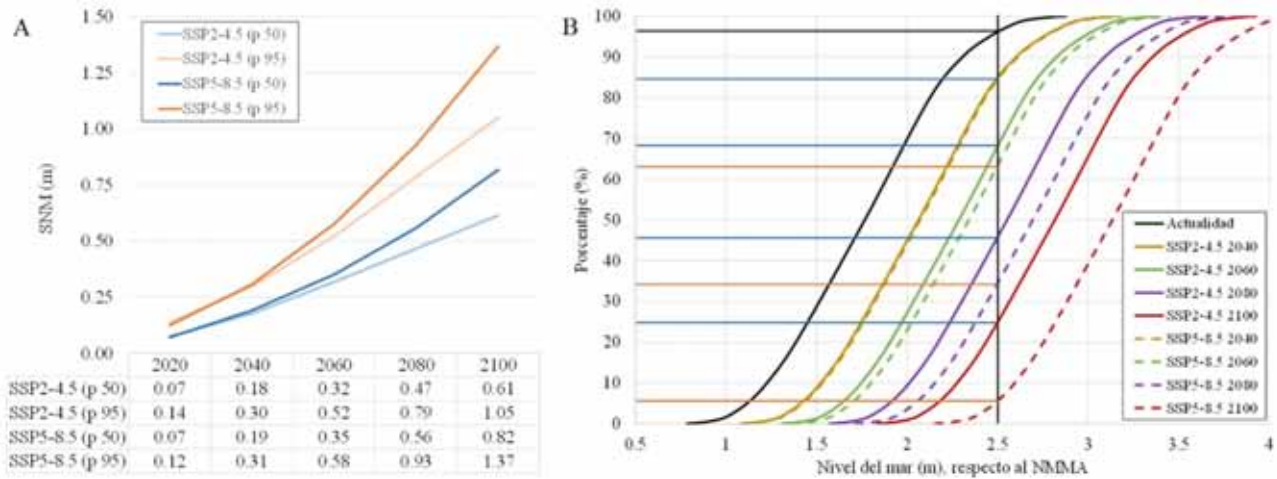 A
1.50
1.25
1.00
0.75
0.50
0.25
0.00
SNM (m)
SSP2-4.5 (p 50)
SSP2-4.5 (p 95)
SSP5-8.5 (p 50)
SSP5-8.5 (p 95)
2020 2040 2060 2080 2100
SSP2-4.5 (p 50) 0.07 0.18 0.32 0.47 0.61
SSP2-4.5 (p 95) 0.14 0.30 0.52 0.79 1.05
SSP5-8.5 (p 50) 0.07 0.19 0.35 0.56 0.82
SSP5-8.5 (p 95) 0.12 0.31 0.58 0.93 1.37
B
100
90
80
70
60
50
40
30
20
10
0
Porcentaje (%)
Actualidad
SSP2-4.5 2040
SSP2-4.5 2060
SSP2-4.5 2080
SSP2-4.5 2100
SSP5-8.5 2040
SSP5-8.5 2060
SSP5-8.5 2080
SSP5-8.5 2100
0.5 1 1.5 2 2.5 3 3.5 4
Nivel del mar (m), respecto al NMMA